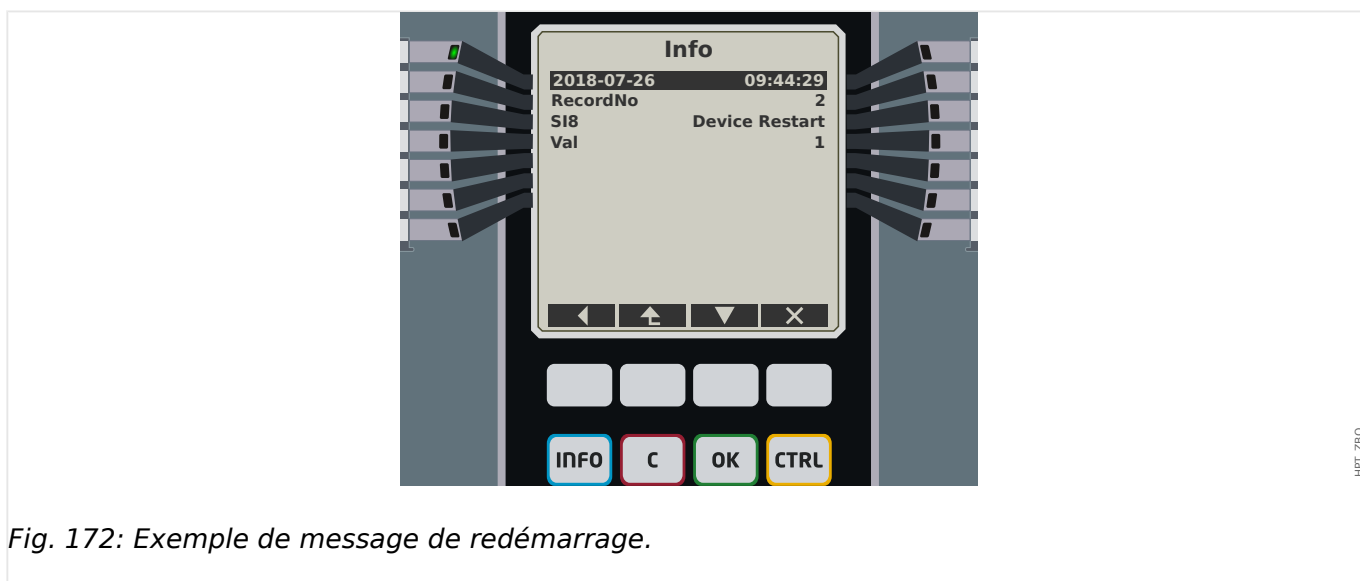 Info
2018-07-26 09:44:29
RecordNo 2
SI8 Device Restart
Val 1
INFO C OK CTRL
HPT_ZBO
Fig. 172: Exemple de message de redémarrage.